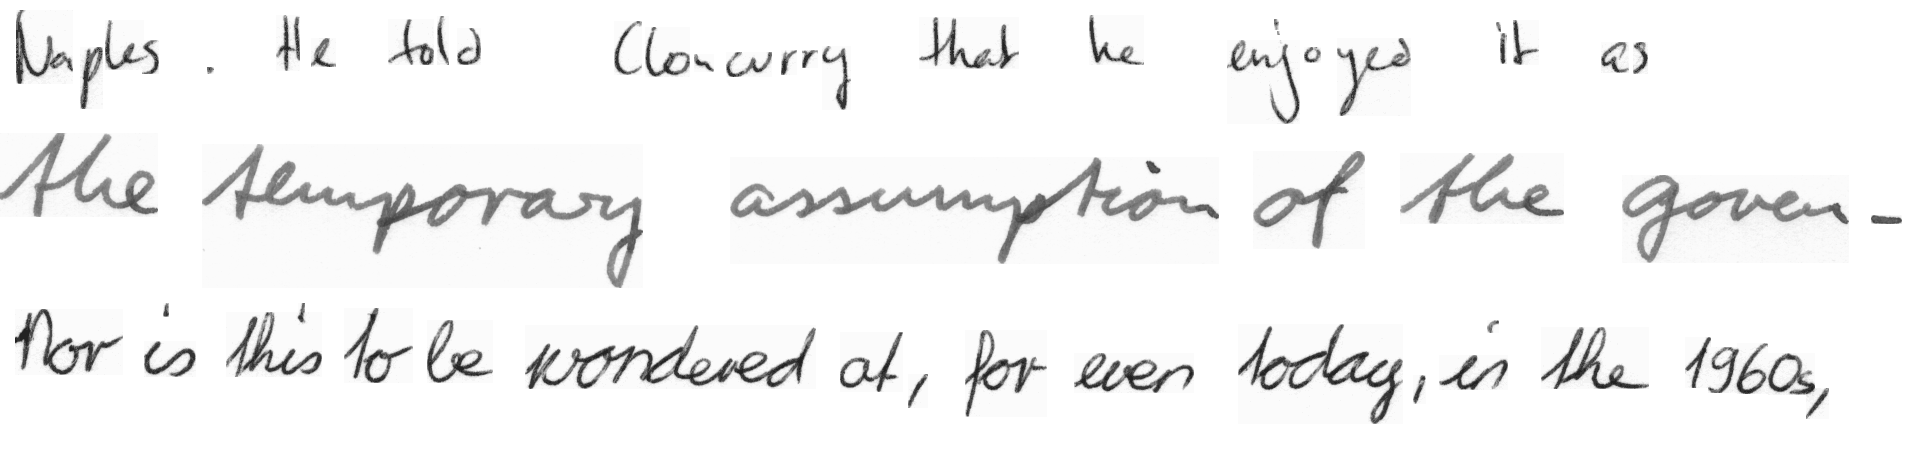 Naples. He told Cloncurry that he enjoyed it as
the temporary assumption of the goven-
Nor is this to be wondered at, for even today, in the 1960s,